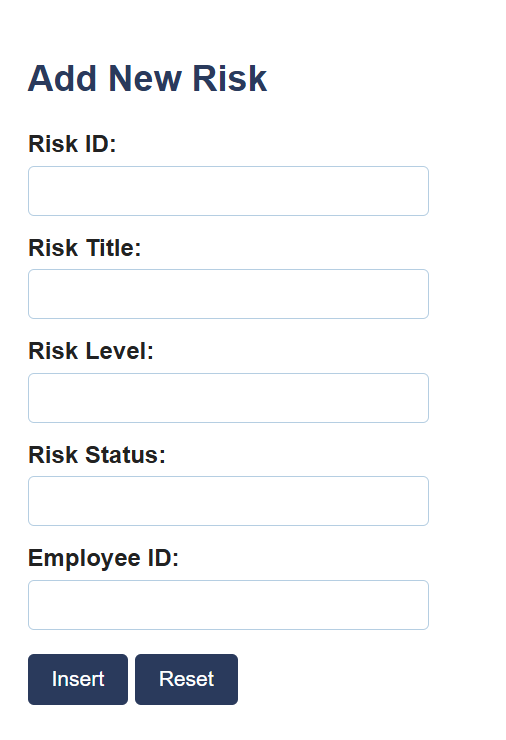 Add New Risk
Risk ID:
Risk Title:
Risk Level:
Risk Status:
Employee ID:
Insert Reset